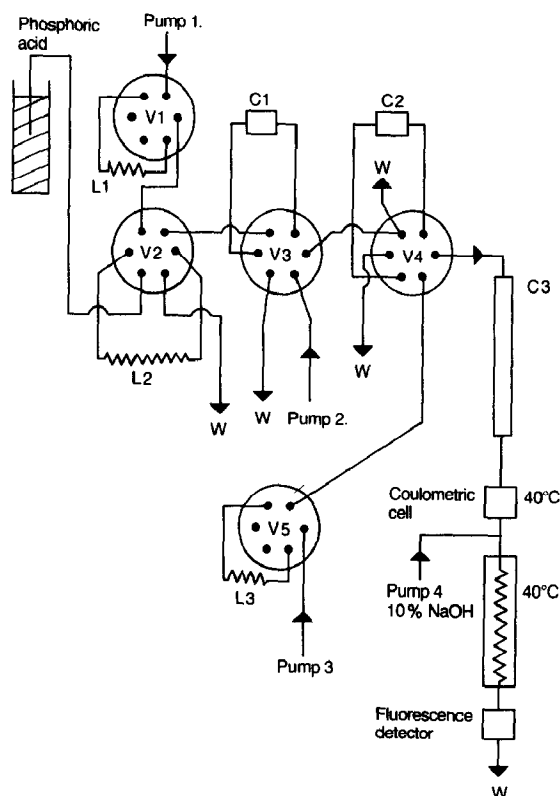 Phosphoric
acid
Pump 1.
V1
L1
C1
C2
W
V2
V3
V4
C3
L2
W
W
Pump 2.
W
Coulometric
cell
40°C
V5
L3
Pump 3
Pump 4
10% NaOH
40°C
Fluorescence
detector
W